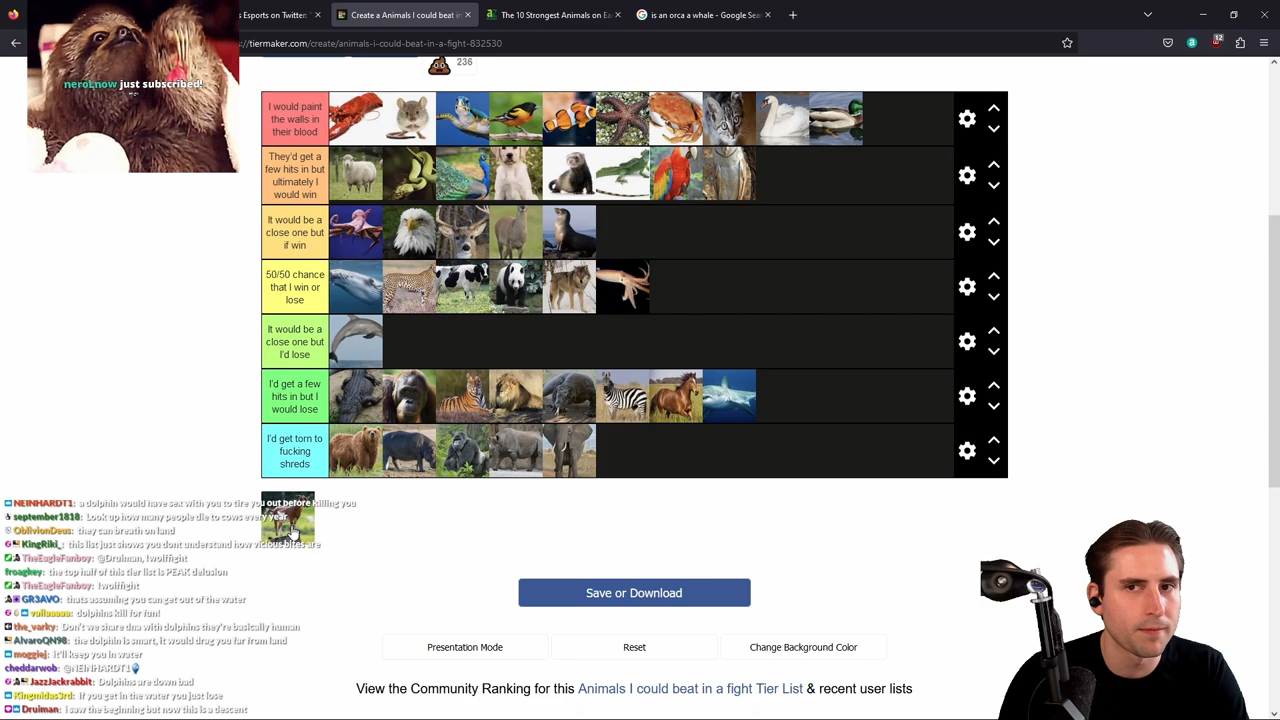 s Esports on Twitten
Create a Animals I could beat in
The 10 Strongest Animals on Ea
is an orca a whale - Google Sea
12
://tiermaker.com/create/animals-i-could-beat-in-a-fight-832530
neroLnow just subscribed!
236
I would paint
the walls in
their blood
They'd get a
few hits in but
ultimately I
would win
It would be a
close one but
if win
50/50 chance
that I win or
lose
It would be a
close one but
I'd lose
I'd get a few
hits in but I
would lose
I'd get torn to
fucking
shreds
NEINHARDT1: a dolphin would have sex with you to tire you out before killing you
september1818: Look up how many people die to cows every year
OblivionDeus: they can breath on land
KingRiki_: this list just shows you dont understand how vicious bites are
TheEagleFanboy: @Druiman, !wolffight
froagkey: the top half of this tier list is PEAK delusion
TheEagleFanboy: !wolffight
GR3AVO: thats assuming you can get out of the water
vallaaaaa: dolphins kill for fun!
the_varky: Don't we share dna with dolphins they're basically human
AlvaroQN98: the dolphin is smart, it would drag you far from land
moggiej: it'll keep you in water
cheddarwob: @NEINHARDT1
JazzJackrabbit: Dolphins are down bad
Kingmidas3rd: if you get in the water you just lose
Druiman: i saw the beginning but now this is a descent
Save or Download
Presentation Mode
Reset
Change Background Color
View the Community Ranking for this Animals I could beat in a fight Tier List & recent user lists